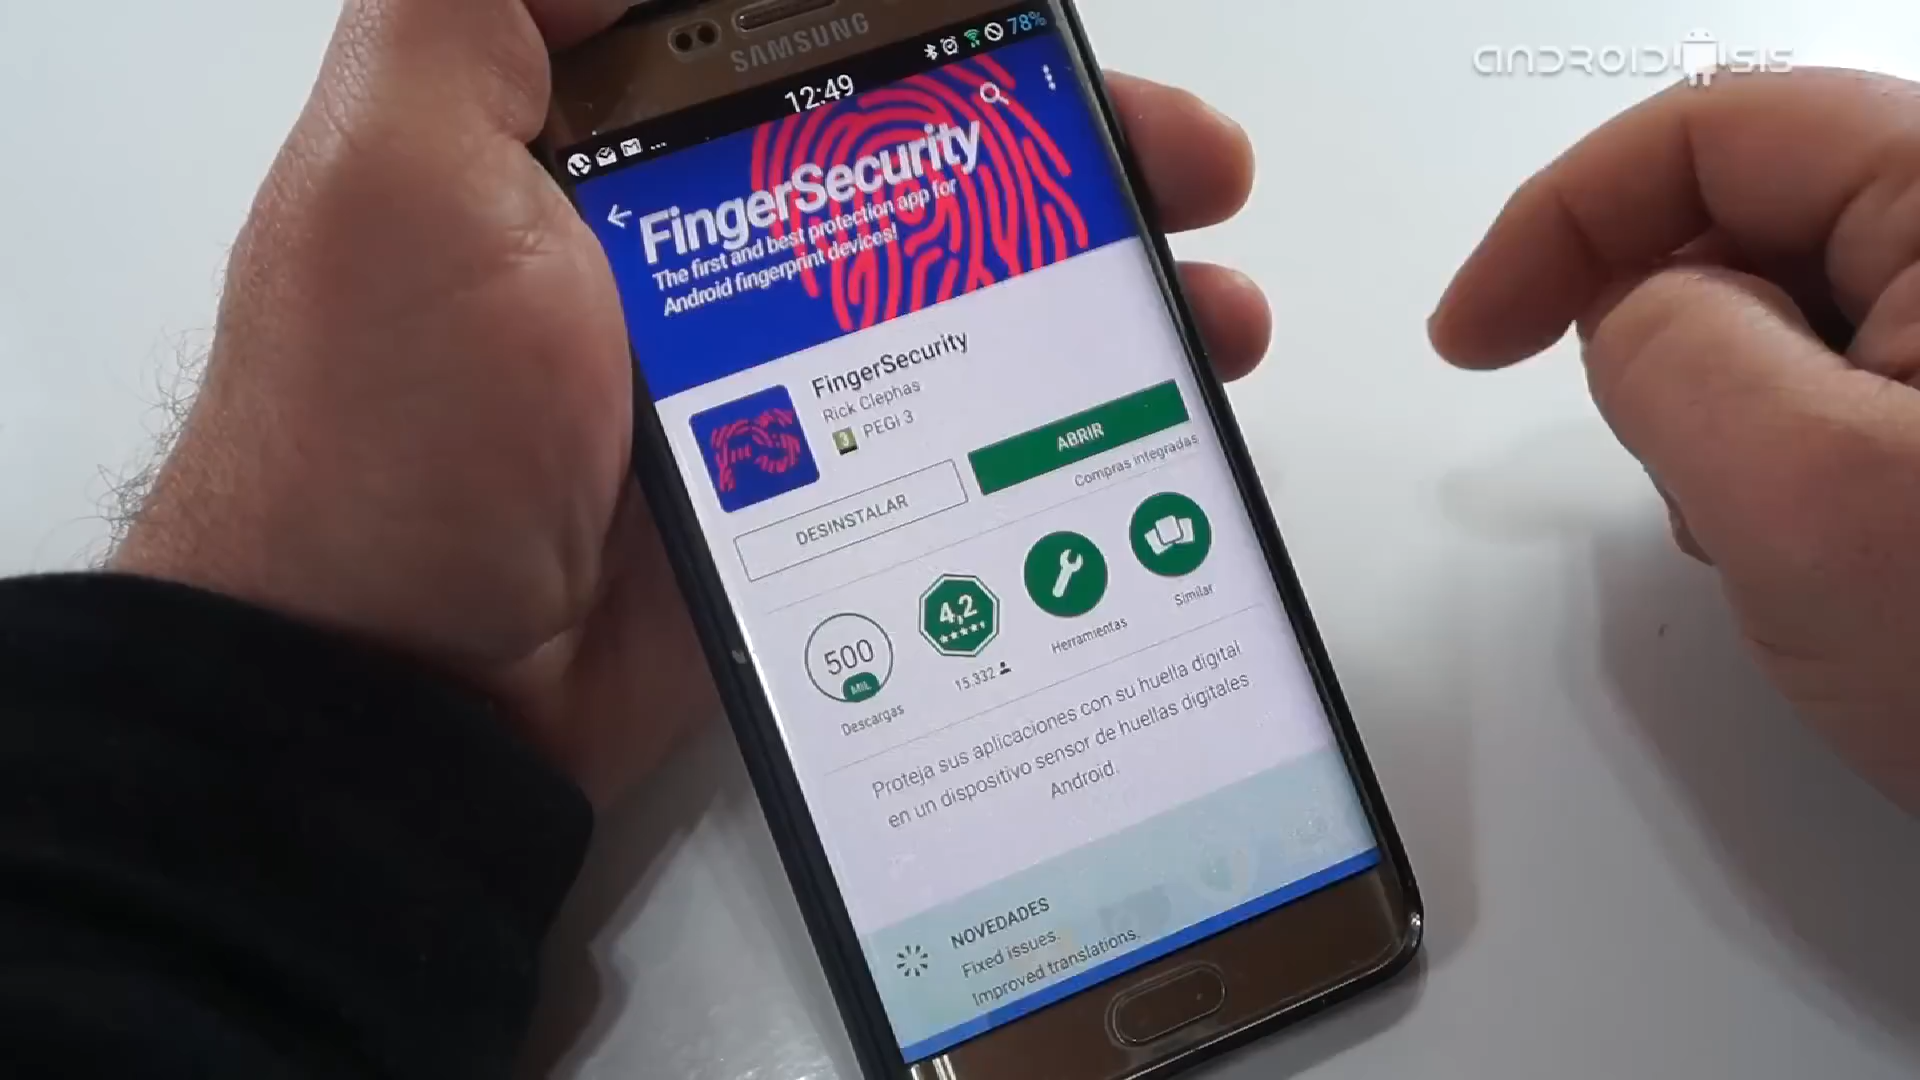 ANDROIDSIS
SAMSUNG
78%
12:49
...
FingerSecurity
The first and best protection app for
Android fingerprint devices!
FingerSecurity
Rick Clephas
3 PEGI 3
DESINSTALAR
ABRIR
Compras integradas
500
MIL
Descargas
4,2
15.332
Herramientas
Similar
Proteja sus aplicaciones con su huella digital
en un dispositivo sensor de huellas digitales
Android.
NOVEDADES
Fixed issues.
Improved translations.